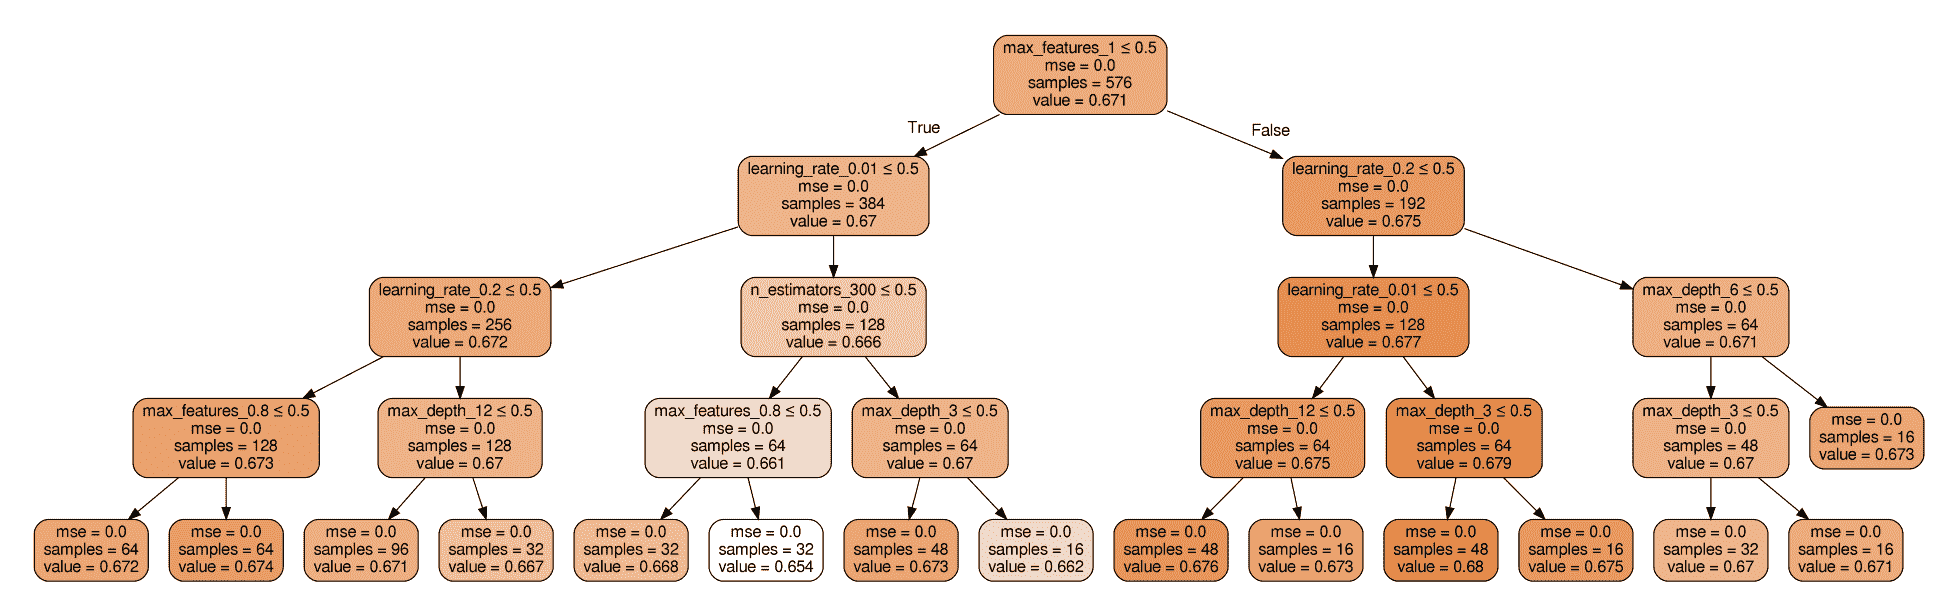 max_features_1 ≤ 0.5
mse = 0.0
samples = 576
value = 0.671
True
False
learning_rate_0.01 ≤ 0.5
mse = 0.0
samples = 384
value = 0.67
learning_rate_0.2 ≤ 0.5
mse = 0.0
samples = 192
value = 0.675
learning_rate_0.2 ≤ 0.5
mse = 0.0
samples = 256
value = 0.672
n_estimators_300 ≤ 0.5
mse = 0.0
samples = 128
value = 0.666
learning_rate_0.01 ≤ 0.5
mse = 0.0
samples = 128
value = 0.677
max_depth_6 ≤ 0.5
mse = 0.0
samples = 64
value = 0.671
max_features_0.8 ≤ 0.5
mse = 0.0
samples = 128
value = 0.673
max_depth_12 ≤ 0.5
mse = 0.0
samples = 128
value = 0.67
max_features_0.8 ≤ 0.5
mse = 0.0
samples = 64
value = 0.661
max_depth_3 ≤ 0.5
mse = 0.0
samples = 64
value = 0.67
max_depth_12 ≤ 0.5
mse = 0.0
samples = 64
value = 0.675
max_depth_3 ≤ 0.5
mse = 0.0
samples = 64
value = 0.679
max_depth_3 ≤ 0.5
mse = 0.0
samples = 48
value = 0.67
mse = 0.0
samples = 16
value = 0.673
mse = 0.0
samples = 64
value = 0.672
mse = 0.0
samples = 64
value = 0.674
mse = 0.0
samples = 96
value = 0.671
mse = 0.0
samples = 32
value = 0.667
mse = 0.0
samples = 32
value = 0.668
mse = 0.0
samples = 32
value = 0.654
mse = 0.0
samples = 48
value = 0.673
mse = 0.0
samples = 16
value = 0.662
mse = 0.0
samples = 48
value = 0.676
mse = 0.0
samples = 16
value = 0.673
mse = 0.0
samples = 48
value = 0.68
mse = 0.0
samples = 16
value = 0.675
mse = 0.0
samples = 32
value = 0.67
mse = 0.0
samples = 16
value = 0.671